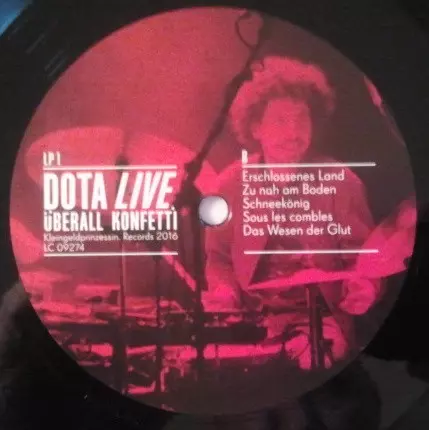 LP 1
DOTA LIVE.
ÜBERALL KONFETTI
Kleingeldprinzessin. Records 2016
LC 09274
B
Erschlossenes Land
Zu nah am Boden
Schneekönig
Sous les combles
Das Wesen der Glut